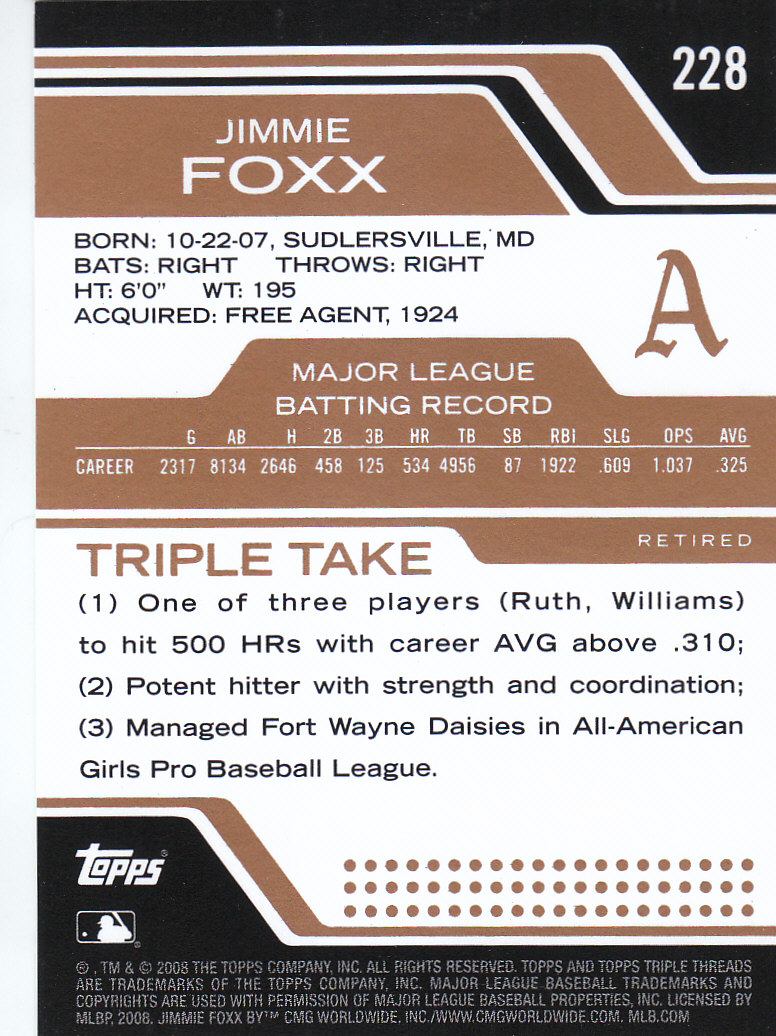 228
JIMMIE
FOXX
BORN: 10-22-07, SUDLERSVILLE, MD
BATS: RIGHT THROWS: RIGHT
HT: 6'0" WT: 195
ACQUIRED: FREE AGENT, 1924
A
MAJOR LEAGUE
BATTING RECORD
G AB H 2B 3B HR TB SB RBI SLG OPS AVG
CAREER 2317 8134 2646 458 125 534 4956 87 1922 .609 1.037 .325
RETIRED
TRIPLE TAKE
(1) One of three players (Ruth, Williams)
to hit 500 HRs with career AVG above .310;
(2) Potent hitter with strength and coordination;
(3) Managed Fort Wayne Daisies in All-American
Girls Pro Baseball League.
Topps®
® , TM & © 2008 THE TOPPS COMPANY, INC. ALL RIGHTS RESERVED. TOPPS AND TOPPS TRIPLE THREADS
ARE TRADEMARKS OF THE TOPPS COMPANY, INC. MAJOR LEAGUE BASEBALL TRADEMARKS AND
COPYRIGHTS ARE USED WITH PERMISSION OF MAJOR LEAGUE BASEBALL PROPERTIES, INC. LICENSED BY
MLBP, 2008. JIMMIE FOXX BY™ CMG WORLDWIDE, INC./WWW.CMGWORLDWIDE.COM. MLB.COM